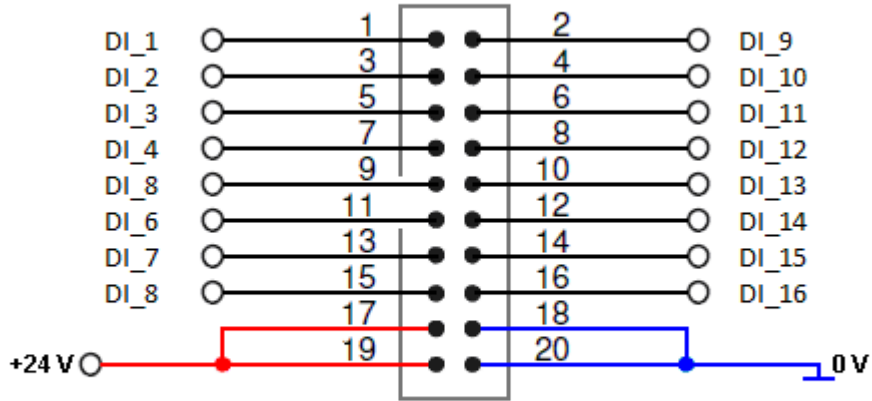 DI_1 1 2 DI_9
DI_2 3 4 DI_10
DI_3 5 6 DI_11
DI_4 7 8 DI_12
DI_8 9 10 DI_13
DI_6 11 12 DI_14
DI_7 13 14 DI_15
DI_8 15 16 DI_16
17 18
+24 V 19 20 0 V